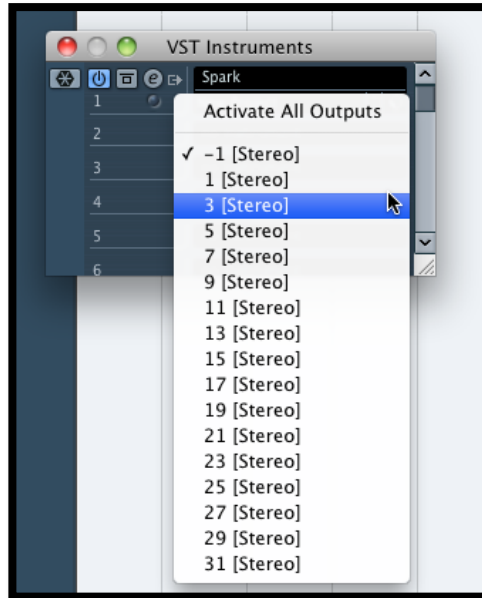 VST Instruments
e Spark
1
2
3
4
5
6
Activate All Outputs
✓ -1 [Stereo]
1 [Stereo]
3 [Stereo]
5 [Stereo]
7 [Stereo]
9 [Stereo]
11 [Stereo]
13 [Stereo]
15 [Stereo]
17 [Stereo]
19 [Stereo]
21 [Stereo]
23 [Stereo]
25 [Stereo]
27 [Stereo]
29 [Stereo]
31 [Stereo]